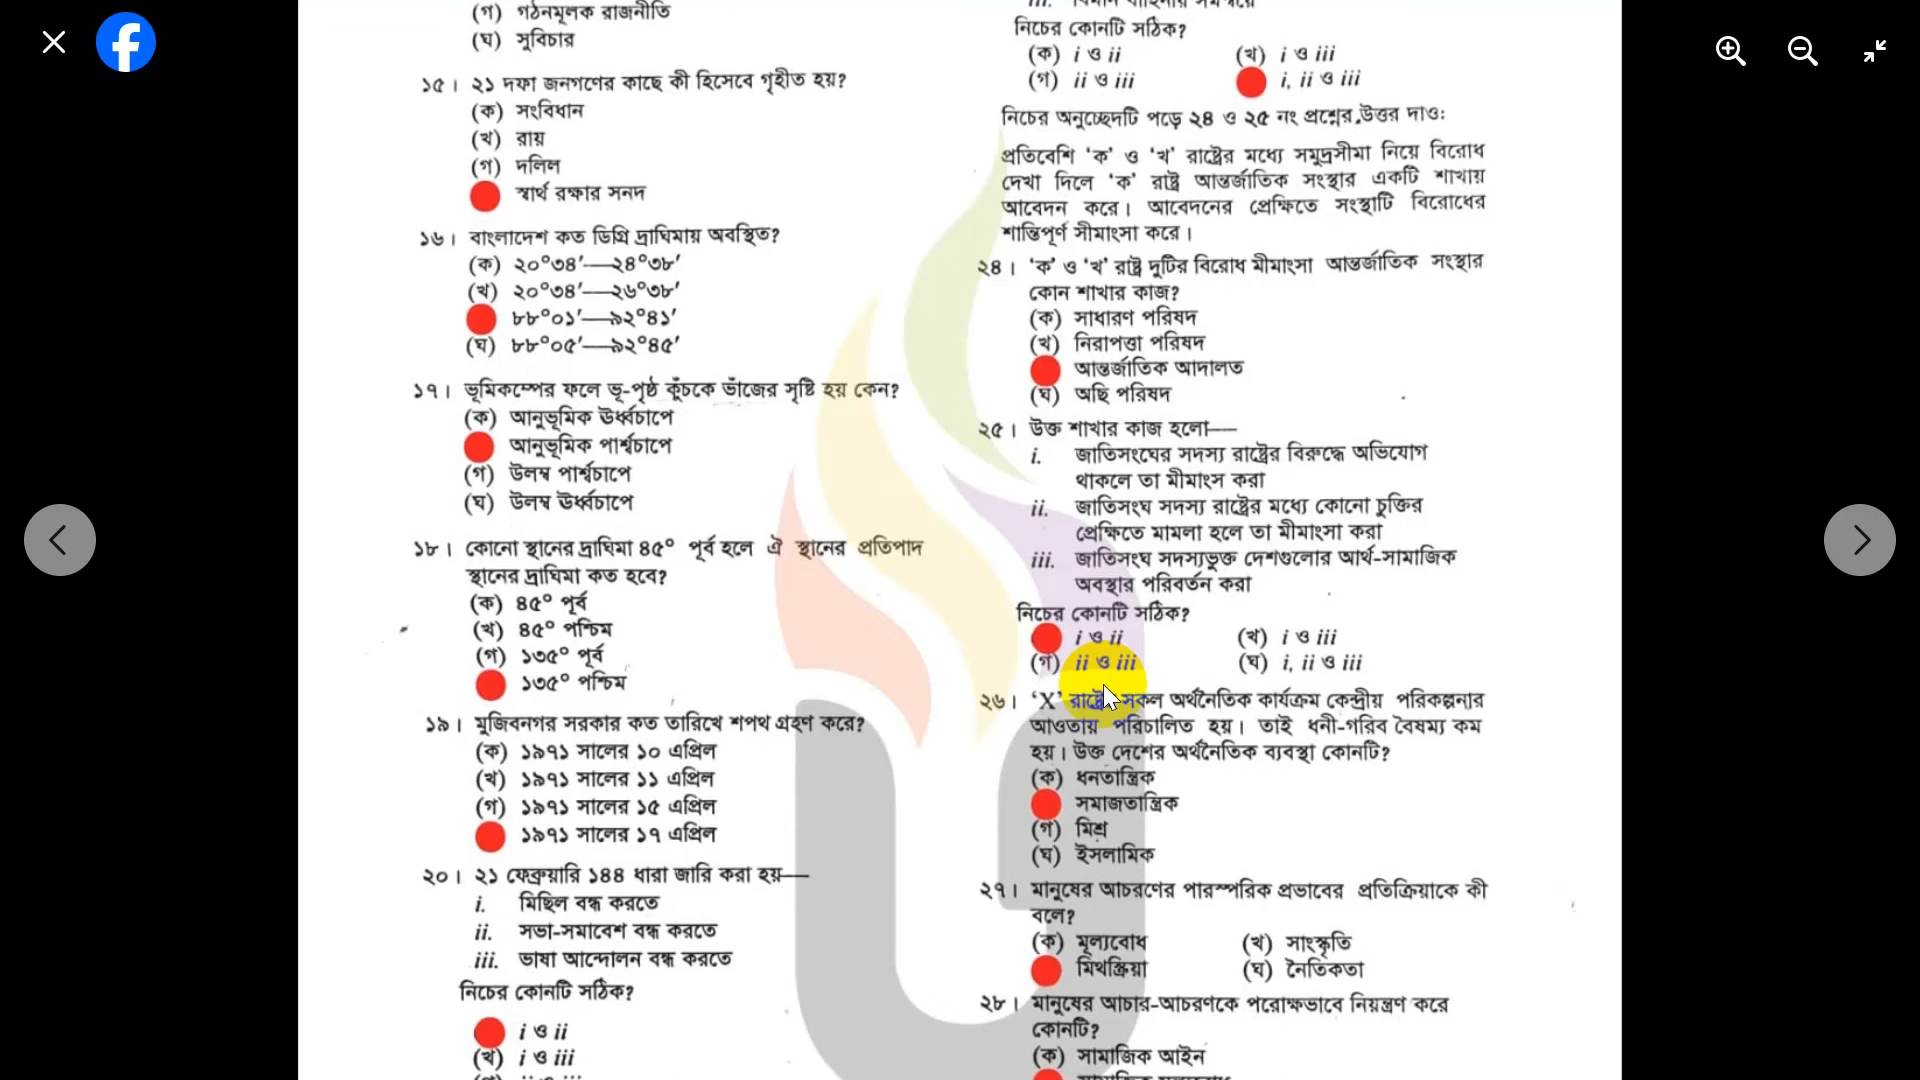 (গ) গঠনমূলক রাজনীতি
(ঘ) সুবিচার
১৫। ২১ দফা জনগণের কাছে কী হিসেবে গৃহীত হয়?
(ক) সংবিধান
(খ) রায়
(গ) দলিল
স্বার্থ রক্ষার সনদ
১৬। বাংলাদেশ কত ডিগ্রি দ্রাঘিমায় অবস্থিত?
(ক) ২০°৩৪′—২৪°৩৮′
(খ) ২০°৩৪′—২৬°৩৮′
৮৮°০১′—৯২°৪১′
(ঘ) ৮৮°০৫′—৯২°৪৫′
১৭। ভূমিকম্পের ফলে ভূ-পৃষ্ঠ কুঁচকে ভাঁজের সৃষ্টি হয় কেন?
(ক) আনুভূমিক ঊর্ধ্বচাপে
আনুভূমিক পার্শ্বচাপে
(গ) উলম্ব পার্শ্বচাপে
(ঘ) উলম্ব ঊর্ধ্বচাপে
১৮। কোনো স্থানের দ্রাঘিমা ৪৫° পূর্ব হলে ঐ স্থানের প্রতিপাদ
স্থানের দ্রাঘিমা কত হবে?
(ক) ৪৫° পূর্ব
(খ) ৪৫° পশ্চিম
(গ) ১৩৫° পূর্ব
১৩৫° পশ্চিম
১৯। মুজিবনগর সরকার কত তারিখে শপথ গ্রহণ করে?
(ক) ১৯৭১ সালের ১০ এপ্রিল
(খ) ১৯৭১ সালের ১১ এপ্রিল
(গ) ১৯৭১ সালের ১৫ এপ্রিল
১৯৭১ সালের ১৭ এপ্রিল
২০। ২১ ফেব্রুয়ারি ১৪৪ ধারা জারি করা হয়—
i. মিছিল বন্ধ করতে
ii. সভা-সমাবেশ বন্ধ করতে
iii. ভাষা আন্দোলন বন্ধ করতে
নিচের কোনটি সঠিক?
i ও ii
(খ) i ও iii
নিচের কোনটি সঠিক?
(ক) i ও ii (খ) i ও iii
(গ) ii ও iii i, ii ও iii
নিচের অনুচ্ছেদটি পড়ে ২৪ ও ২৫ নং প্রশ্নের উত্তর দাও:
প্রতিবেশি ‘ক’ ও ‘খ’ রাষ্ট্রের মধ্যে সমুদ্রসীমা নিয়ে বিরোধ
দেখা দিলে ‘ক’ রাষ্ট্র আন্তর্জাতিক সংস্থার একটি শাখায়
আবেদন করে। আবেদনের প্রেক্ষিতে সংস্থাটি বিরোধের
শান্তিপূর্ণ সীমাংসা করে।
২৪। ‘ক’ ও ‘খ’ রাষ্ট্র দুটির বিরোধ মীমাংসা আন্তর্জাতিক সংস্থার
কোন শাখার কাজ?
(ক) সাধারণ পরিষদ
(খ) নিরাপত্তা পরিষদ
আন্তর্জাতিক আদালত
(ঘ) অছি পরিষদ
২৫। উক্ত শাখার কাজ হলো—
i. জাতিসংঘের সদস্য রাষ্ট্রের বিরুদ্ধে অভিযোগ
থাকলে তা মীমাংস করা
ii. জাতিসংঘ সদস্য রাষ্ট্রের মধ্যে কোনো চুক্তির
প্রেক্ষিতে মামলা হলে তা মীমাংসা করা
iii. জাতিসংঘ সদস্যভুক্ত দেশগুলোর আর্থ-সামাজিক
অবস্থার পরিবর্তন করা
নিচের কোনটি সঠিক?
i ও ii (খ) i ও iii
(গ) ii ও iii (ঘ) i, ii ও iii
২৬। ‘X’ রাষ্ট্রের সকল অর্থনৈতিক কার্যক্রম কেন্দ্রীয় পরিকল্পনার
আওতায় পরিচালিত হয়। তাই ধনী-গরিব বৈষম্য কম
হয়। উক্ত দেশের অর্থনৈতিক ব্যবস্থা কোনটি?
(ক) ধনতান্ত্রিক
সমাজতান্ত্রিক
(গ) মিশ্র
(ঘ) ইসলামিক
২৭। মানুষের আচরণের পারস্পরিক প্রভাবের প্রতিক্রিয়াকে কী
বলে?
(ক) মূল্যবোধ (খ) সাংস্কৃতি
মিথস্ক্রিয়া (ঘ) নৈতিকতা
২৮। মানুষের আচার-আচরণকে পরোক্ষভাবে নিয়ন্ত্রণ করে
কোনটি?
(ক) সামাজিক আইন